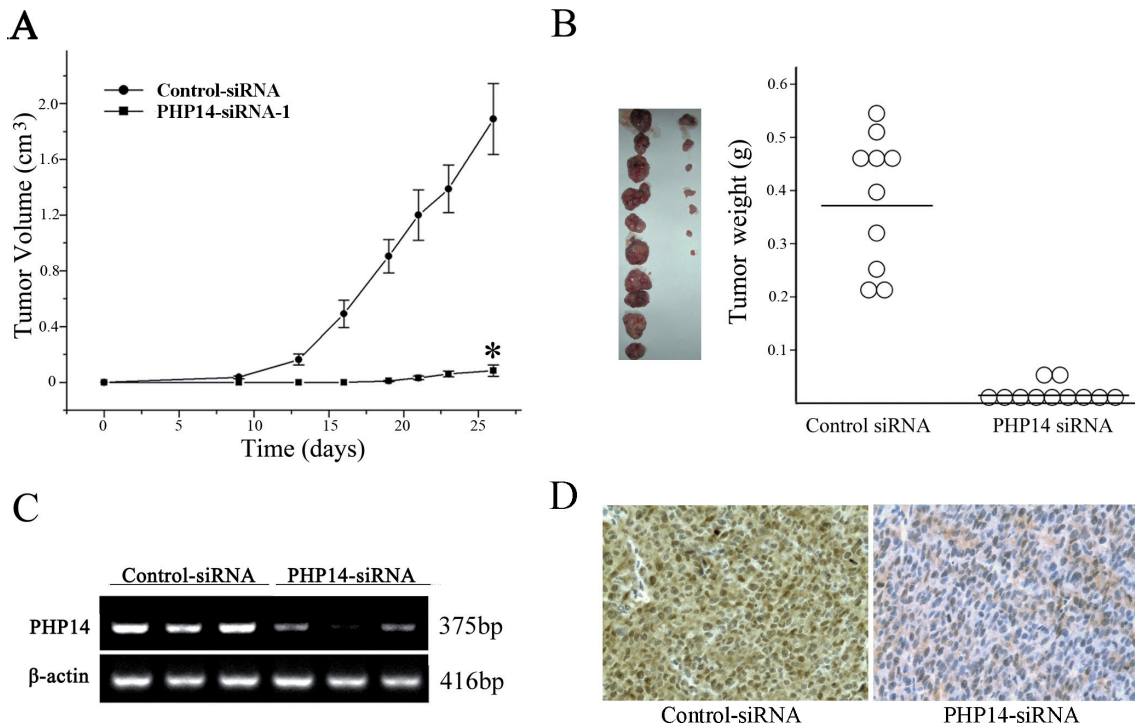 A
Control-siRNA
PHP14-siRNA-1
Tumor Volume (cm³)
2.0
1.6
1.2
0.8
0.4
0
*
0 5 10 15 20 25
Time (days)
B
Tumor weight (g)
0.6
0.5
0.4
0.3
0.2
0.1
Control siRNA PHP14 siRNA
C
Control-siRNA PHP14-siRNA
PHP14 375bp
β-actin 416bp
D
Control-siRNA PHP14-siRNA